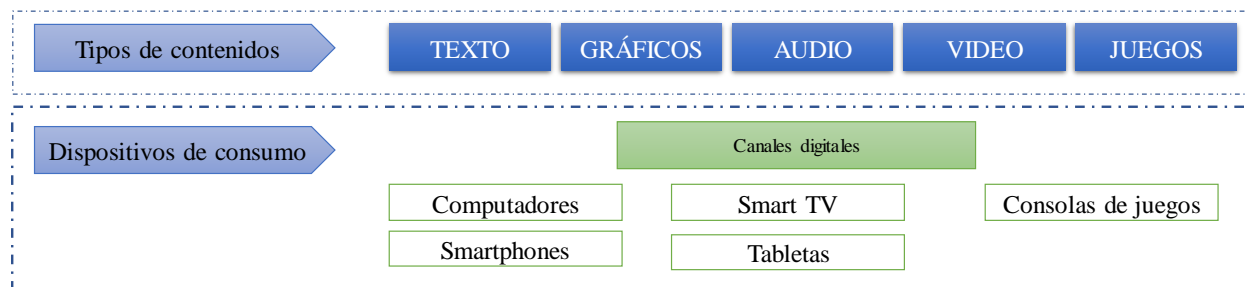 Tipos de contenidos
TEXTO
GRÁFICOS
AUDIO
VIDEO
JUEGOS
Dispositivos de consumo
Canales digitales
Computadores
Smart TV
Consolas de juegos
Smartphones
Tabletas